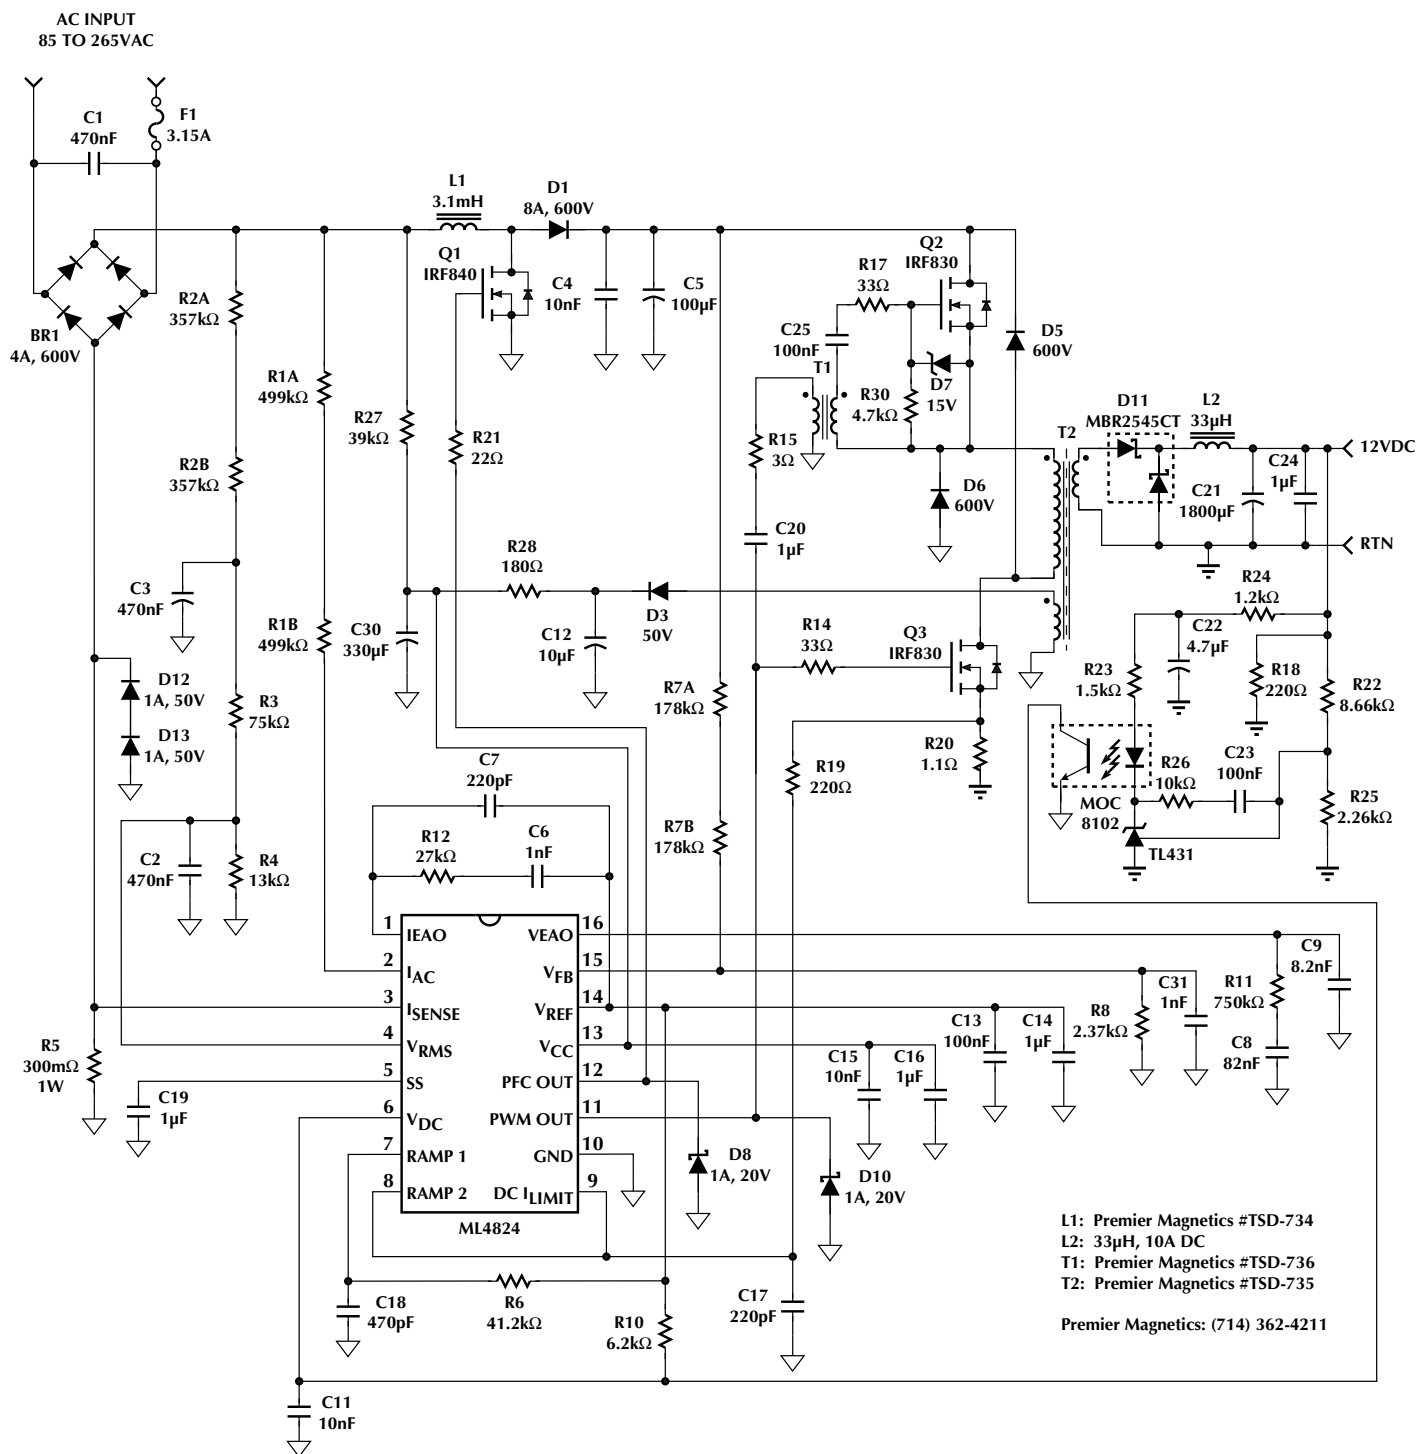 AC INPUT
85 TO 265VAC
C1
470nF
F1
3.15A
L1
3.1mH
D1
8A, 600V
Q1
IRF840
Q2
IRF830
R17
33Ω
C4
10nF
C5
100µF
R2A
357kΩ
BR1
4A, 600V
C25
100nF
T1
D5
600V
D7
15V
R1A
499kΩ
R27
39kΩ
R30
4.7kΩ
R21
22Ω
R15
3Ω
D11
MBR2545CT
L2
33µH
T2
12VDC
R2B
357kΩ
D6
600V
C24
1µF
C21
1800µF
C20
1µF
RTN
R28
180Ω
C3
470nF
R24
1.2kΩ
D3
50V
R1B
499kΩ
C30
330µF
C12
10µF
R14
33Ω
Q3
IRF830
C22
4.7µF
R23
1.5kΩ
R18
220Ω
D12
1A, 50V
R3
75kΩ
R7A
178kΩ
R22
8.66kΩ
D13
1A, 50V
C7
220pF
R19
220Ω
R20
1.1Ω
C23
100nF
R26
10kΩ
MOC
8102
R25
2.26kΩ
R12
27kΩ
C6
1nF
R7B
178kΩ
TL431
C2
470nF
R4
13kΩ
1 IEAO VEAO 16
2 IAC VFB 15
3 ISENSE VREF 14
4 VRMS VCC 13
5 SS PFC OUT 12
6 VDC PWM OUT 11
7 RAMP 1 GND 10
8 RAMP 2 DC ILIMIT 9
ML4824
C9
8.2nF
R11
750kΩ
C31
1nF
R8
2.37kΩ
C8
82nF
C13
100nF
C14
1µF
C15
10nF
C16
1µF
R5
300mΩ
1W
C19
1µF
D8
1A, 20V
D10
1A, 20V
L1: Premier Magnetics #TSD-734
L2: 33µH, 10A DC
T1: Premier Magnetics #TSD-736
T2: Premier Magnetics #TSD-735
Premier Magnetics: (714) 362-4211
C18
470pF
R6
41.2kΩ
R10
6.2kΩ
C17
220pF
C11
10nF